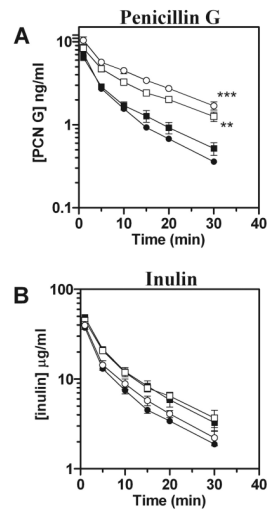 Penicillin G
A
[PCN G] ng/ml
10
1
0.1
***
**
0 10 20 30 40
Time (min)
Inulin
B
[inulin] µg/ml
100
10
1
0 10 20 30 40
Time (min)